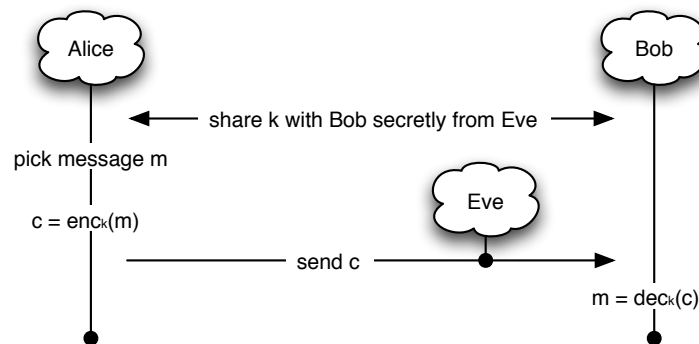 Alice
Bob
share k with Bob secretly from Eve
pick message m
Eve
c = encₖ(m)
send c
m = decₖ(c)